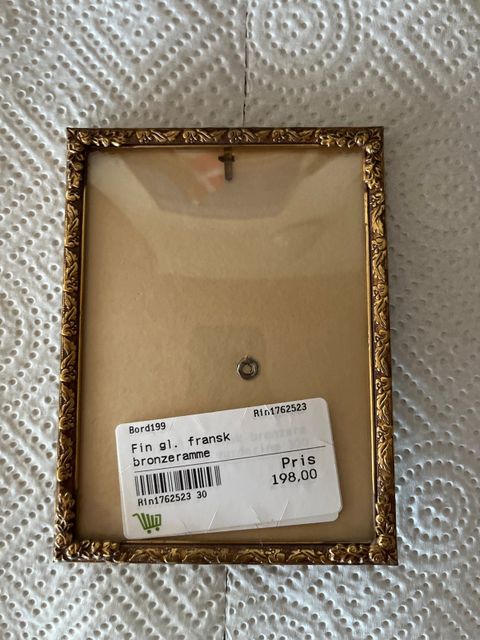 Bord199 Rin1762523
Fin gl. fransk
bronzeramme
Pris
198,00
Rin1762523 30